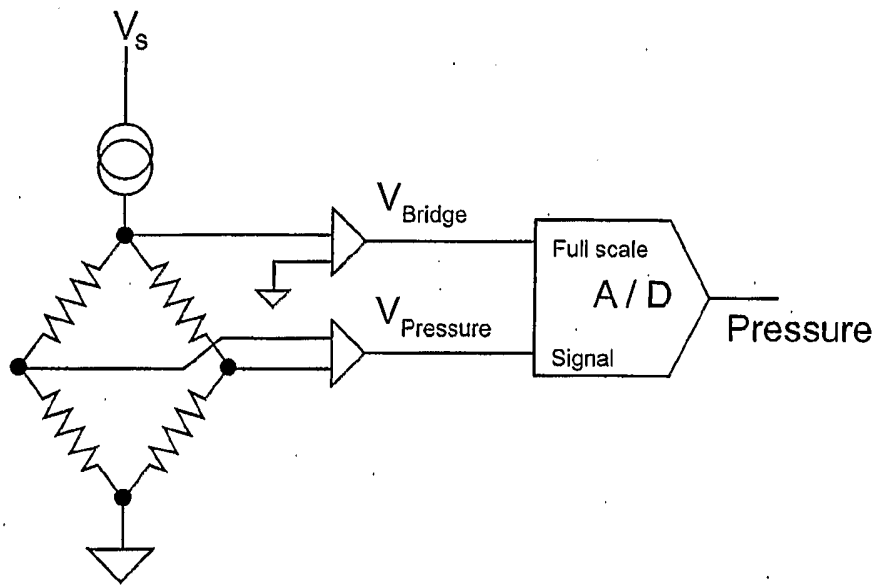 Vs
VBridge
Full scale
A / D
VPressure
Pressure
Signal